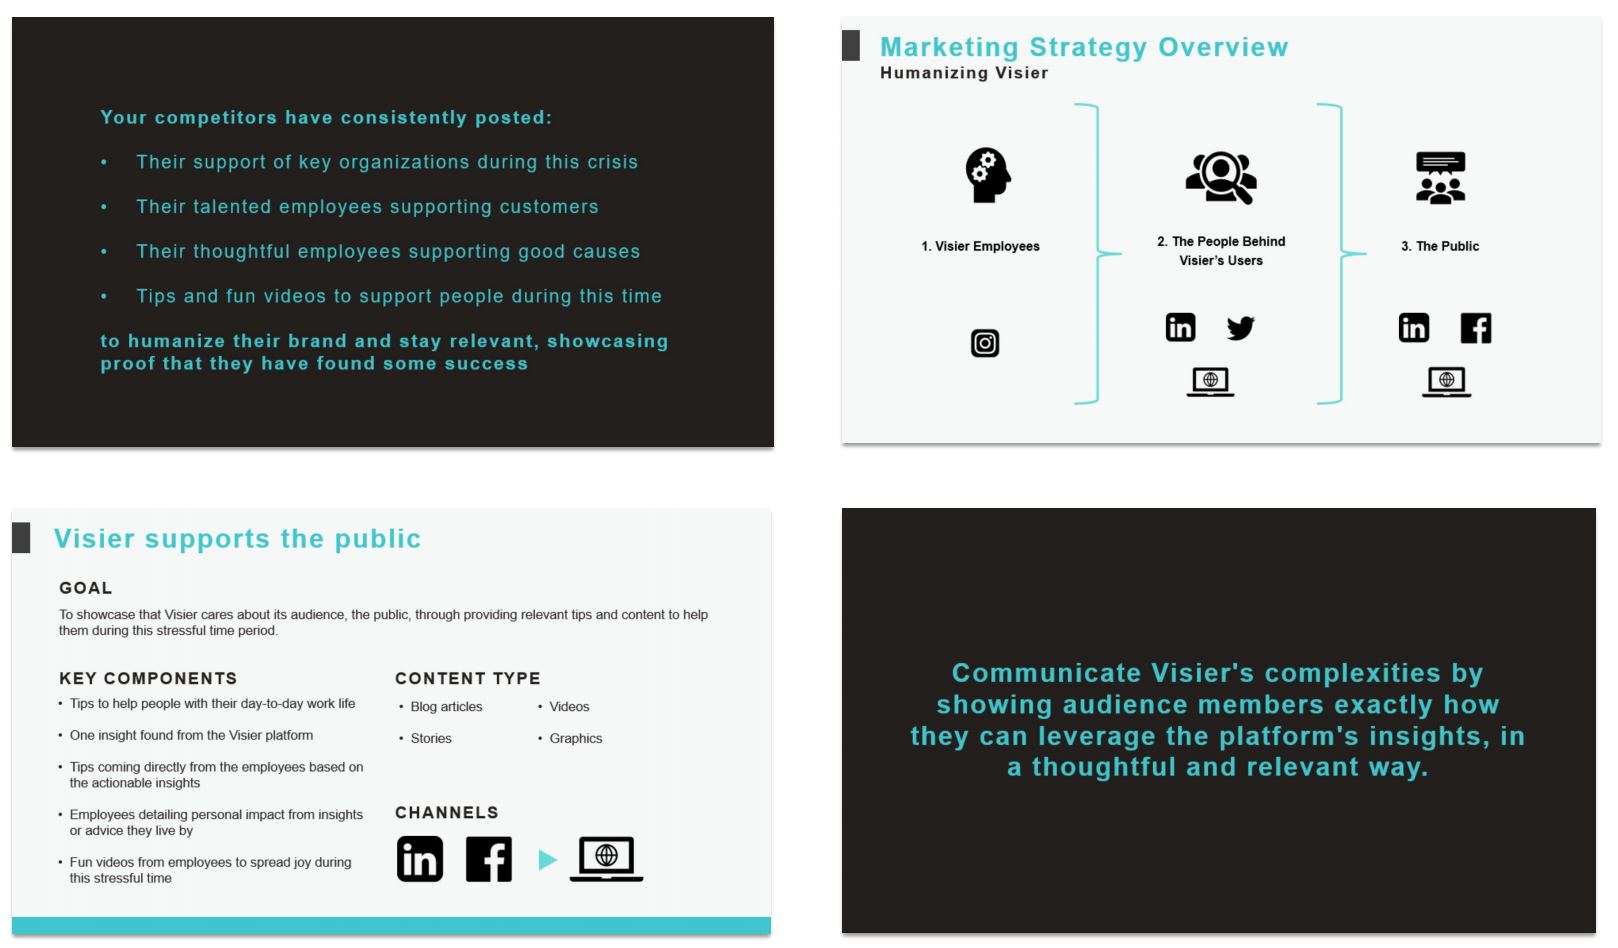 Your competitors have consistently posted:
• Their support of key organizations during this crisis
• Their talented employees supporting customers
• Their thoughtful employees supporting good causes
• Tips and fun videos to support people during this time
to humanize their brand and stay relevant, showcasing
proof that they have found some success
Marketing Strategy Overview
Humanizing Visier
1. Visier Employees
2. The People Behind
Visier's Users
3. The Public
in
in
Visier supports the public
GOAL
To showcase that Visier cares about its audience, the public, through providing relevant tips and content to help
them during this stressful time period.
KEY COMPONENTS
• Tips to help people with their day-to-day work life
• One insight found from the Visier platform
• Tips coming directly from the employees based on
the actionable insights
• Employees detailing personal impact from insights
or advice they live by
• Fun videos from employees to spread joy during
this stressful time
CONTENT TYPE
• Blog articles
• Videos
• Stories
• Graphics
CHANNELS
in
Communicate Visier's complexities by
showing audience members exactly how
they can leverage the platform's insights, in
a thoughtful and relevant way.